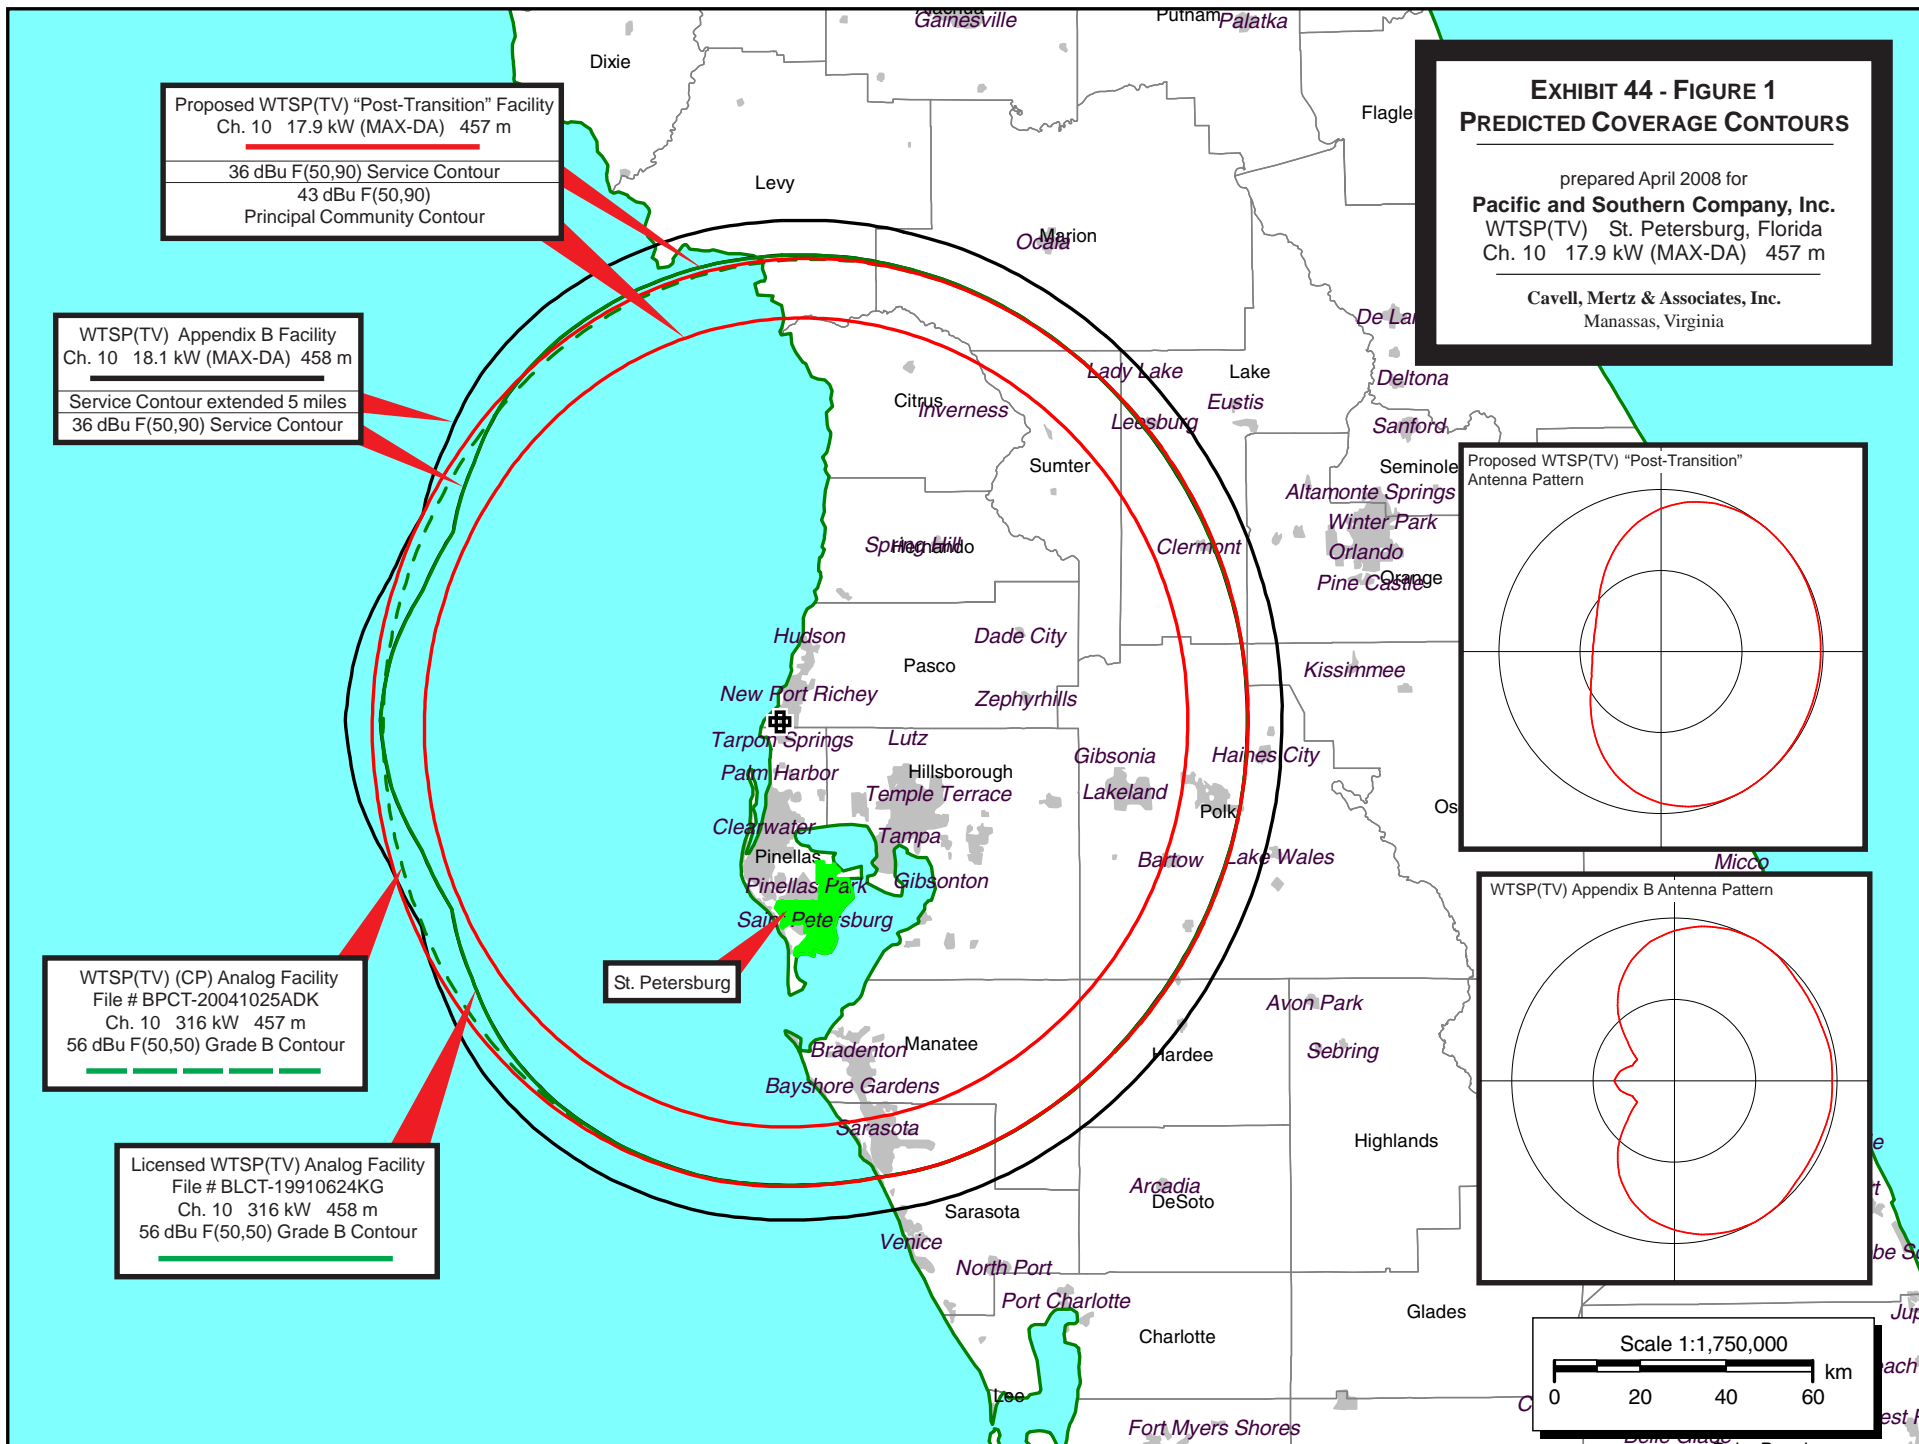 EXHIBIT 44 - FIGURE 1
PREDICTED COVERAGE CONTOURS
prepared April 2008 for
Pacific and Southern Company, Inc.
WTSP(TV) St. Petersburg, Florida
Ch. 10 17.9 kW (MAX-DA) 457 m
Cavell, Mertz & Associates, Inc.
Manassas, Virginia
Proposed WTSP(TV) “Post-Transition” Facility
Ch. 10 17.9 kW (MAX-DA) 457 m
36 dBu F(50,90) Service Contour
43 dBu F(50,90)
Principal Community Contour
WTSP(TV) Appendix B Facility
Ch. 10 18.1 kW (MAX-DA) 458 m
Service Contour extended 5 miles
36 dBu F(50,90) Service Contour
WTSP(TV) (CP) Analog Facility
File # BPCT-20041025ADK
Ch. 10 316 kW 457 m
56 dBu F(50,50) Grade B Contour
Licensed WTSP(TV) Analog Facility
File # BLCT-19910624KG
Ch. 10 316 kW 458 m
56 dBu F(50,50) Grade B Contour
St. Petersburg
Proposed WTSP(TV) “Post-Transition”
Antenna Pattern
WTSP(TV) Appendix B Antenna Pattern
Scale 1:1,750,000
km
0 20 40 60
Gainesville
Putnam
Palatka
Dixie
Flagler
Levy
Marion
Ocala
Lady Lake
Lake
Deltona
Citrus
Inverness
Eustis
Leesburg
Sanford
Sumter
Seminole
Altamonte Springs
Winter Park
Spring Hill
Hernando
Clermont
Orlando
Pine Castle
Orange
Hudson
Dade City
Pasco
Kissimmee
New Port Richey
Zephyrhills
Tarpon Springs
Lutz
Gibsonia
Haines City
Palm Harbor
Hillsborough
Temple Terrace
Lakeland
Polk
Os
Clearwater
Tampa
Pinellas
Bartow
Lake Wales
Micco
Pinellas Park
Gibsonton
Saint Petersburg
Avon Park
Bradenton
Manatee
Hardee
Sebring
Bayshore Gardens
Sarasota
Highlands
Arcadia
DeSoto
Sarasota
Venice
North Port
Port Charlotte
Charlotte
Glades
Lee
Fort Myers Shores